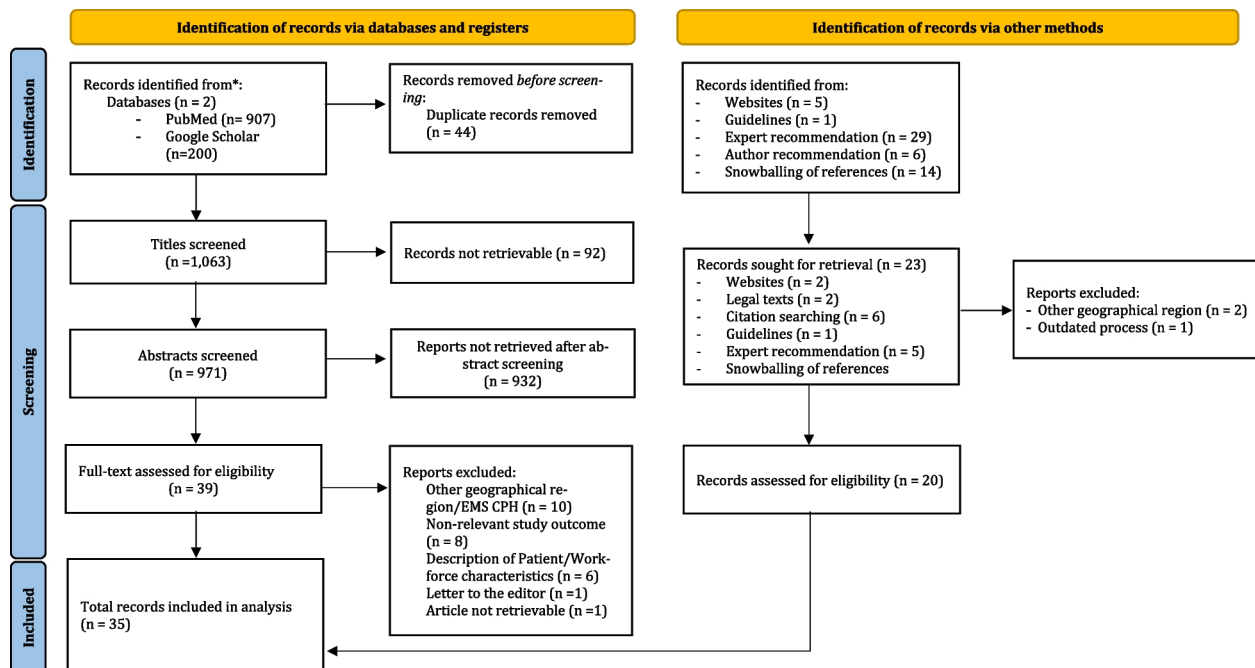 Identification of records via databases and registers
Identification of records via other methods
Identification
Records identified from*:
Databases (n = 2)
- PubMed (n= 907)
- Google Scholar
(n=200)
Records removed before screen-
ing:
Duplicate records removed
(n = 44)
Records identified from:
- Websites (n = 5)
- Guidelines (n = 1)
- Expert recommendation (n = 29)
- Author recommendation (n = 6)
- Snowballing of references (n = 14)
Screening
Titles screened
(n =1,063)
Records not retrievable (n = 92)
Records sought for retrieval (n = 23)
- Websites (n = 2)
- Legal texts (n = 2)
- Citation searching (n = 6)
- Guidelines (n = 1)
- Expert recommendation (n = 5)
- Snowballing of references
Reports excluded:
- Other geographical region (n = 2)
- Outdated process (n = 1)
Abstracts screened
(n = 971)
Reports not retrieved after ab-
stract screening
(n = 932)
Full-text assessed for eligibility
(n = 39)
Reports excluded:
Other geographical re-
gion/EMS CPH (n = 10)
Non-relevant study outcome
(n = 8)
Description of Patient/Work-
force characteristics (n = 6)
Letter to the editor (n =1)
Article not retrievable (n =1)
Records assessed for eligibility (n = 20)
Included
Total records included in analysis
(n = 35)